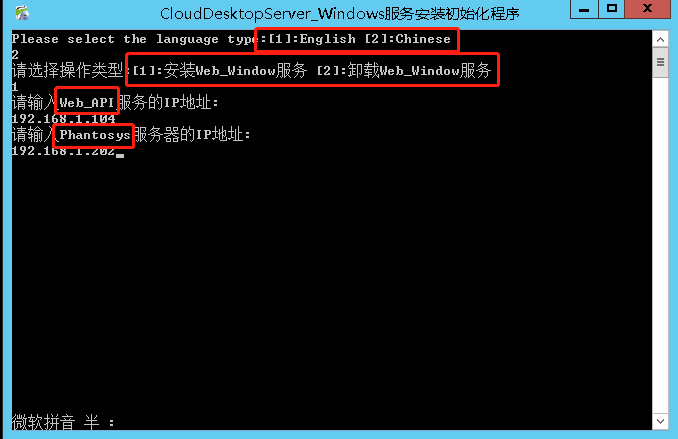 CloudDesktopServer_Windows服务安装初始化程序
Please select the language type:[1]:English [2]:Chinese
2
请选择操作类型:[1]:安装Web_Window服务 [2]:卸载Web_Window服务
1
请输入Web_API服务的IP地址:
192.168.1.104
请输入Phantosys服务器的IP地址:
192.168.1.202
微软拼音 半 :